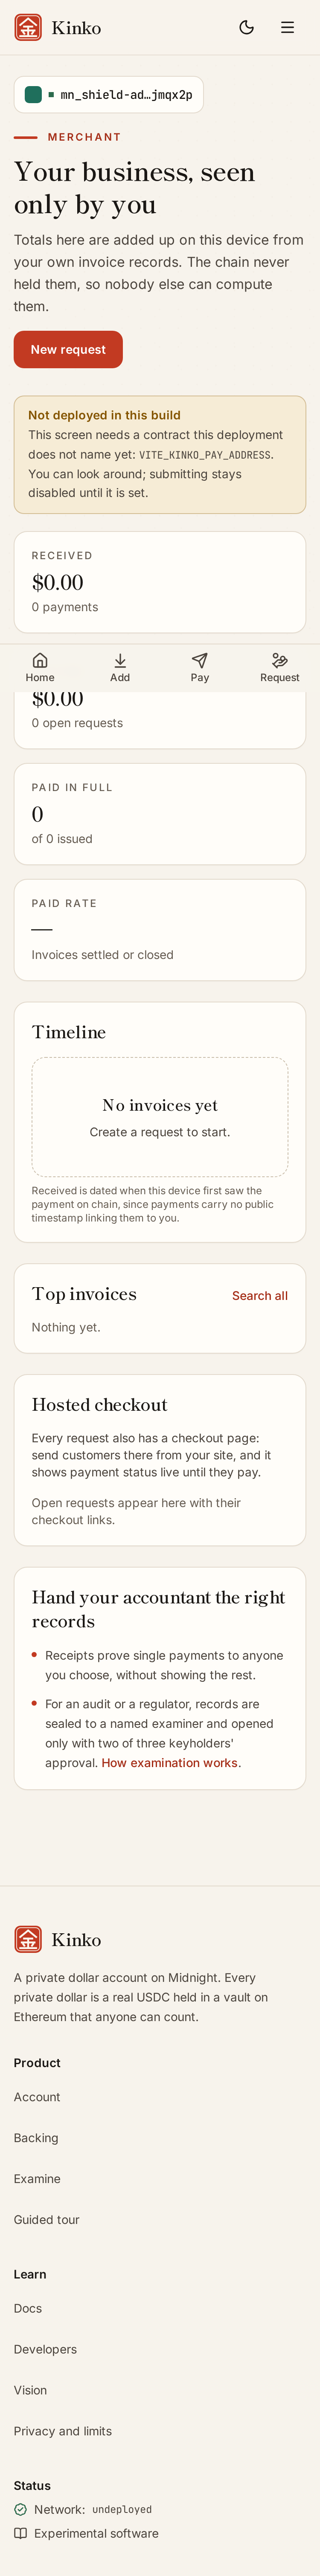 金 Kinko
mn_shield-ad…jmqx2p
MERCHANT
Your business, seen
only by you
Totals here are added up on this device from
your own invoice records. The chain never
held them, so nobody else can compute
them.
New request
Not deployed in this build
This screen needs a contract this deployment
does not name yet: VITE_KINKO_PAY_ADDRESS.
You can look around; submitting stays
disabled until it is set.
RECEIVED
$0.00
0 payments
Home Add Pay Request
$0.00
0 open requests
PAID IN FULL
0
of 0 issued
PAID RATE
—
Invoices settled or closed
Timeline
No invoices yet
Create a request to start.
Received is dated when this device first saw the
payment on chain, since payments carry no public
timestamp linking them to you.
Top invoices Search all
Nothing yet.
Hosted checkout
Every request also has a checkout page:
send customers there from your site, and it
shows payment status live until they pay.
Open requests appear here with their
checkout links.
Hand your accountant the right
records
Receipts prove single payments to anyone
you choose, without showing the rest.
For an audit or a regulator, records are
sealed to a named examiner and opened
only with two of three keyholders'
approval. How examination works.
金 Kinko
A private dollar account on Midnight. Every
private dollar is a real USDC held in a vault on
Ethereum that anyone can count.
Product
Account
Backing
Examine
Guided tour
Learn
Docs
Developers
Vision
Privacy and limits
Status
Network: undeployed
Experimental software